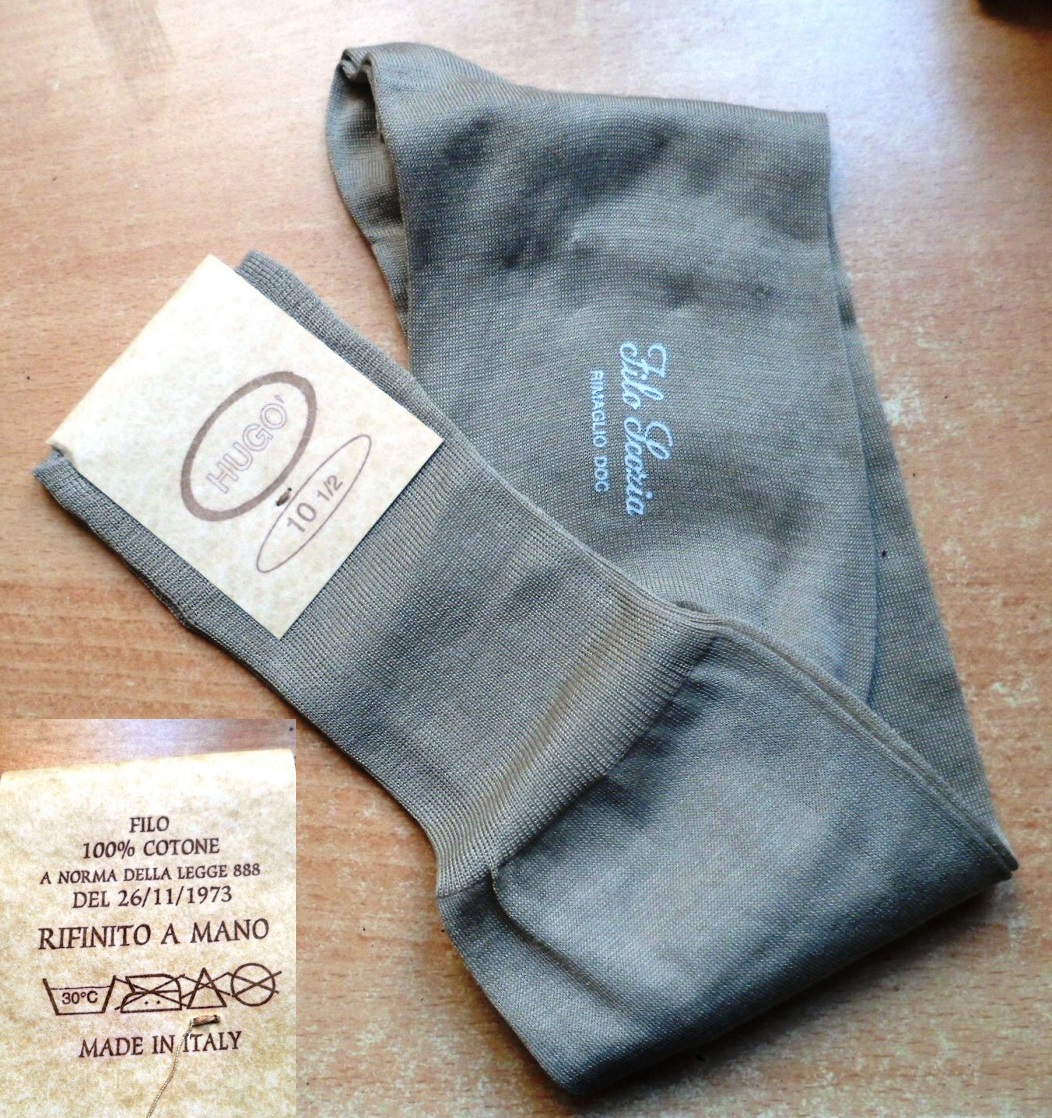 HUGO'
10 1/2
Filo Scozia
RIMAGLIO DOC
FILO
100% COTONE
A NORMA DELLA LEGGE 888
DEL 26/11/1973
RIFINITO A MANO
30°C
MADE IN ITALY